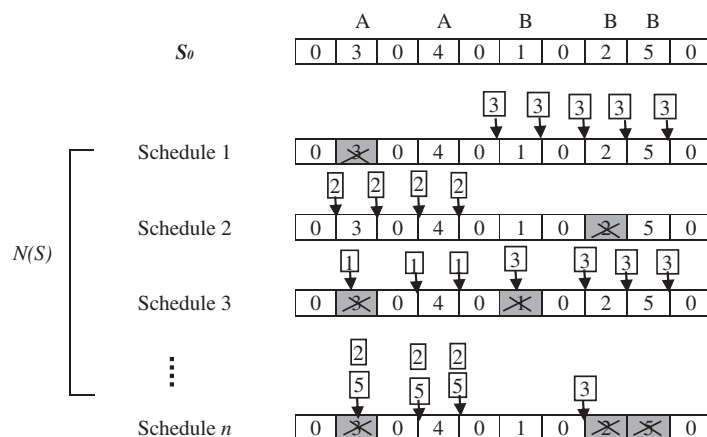 A A B B B
S₀ 0 3 0 4 0 1 0 2 5 0
3 3 3 3 3
Schedule 1 0 3 0 4 0 1 0 2 5 0
2 2 2 2
Schedule 2 0 3 0 4 0 1 0 2 5 0
N(S)
1 1 1 3 3 3 3
Schedule 3 0 3 0 4 0 1 0 2 5 0
2 2 2
5 5 5 3
Schedule n 0 3 0 4 0 1 0 2 5 0